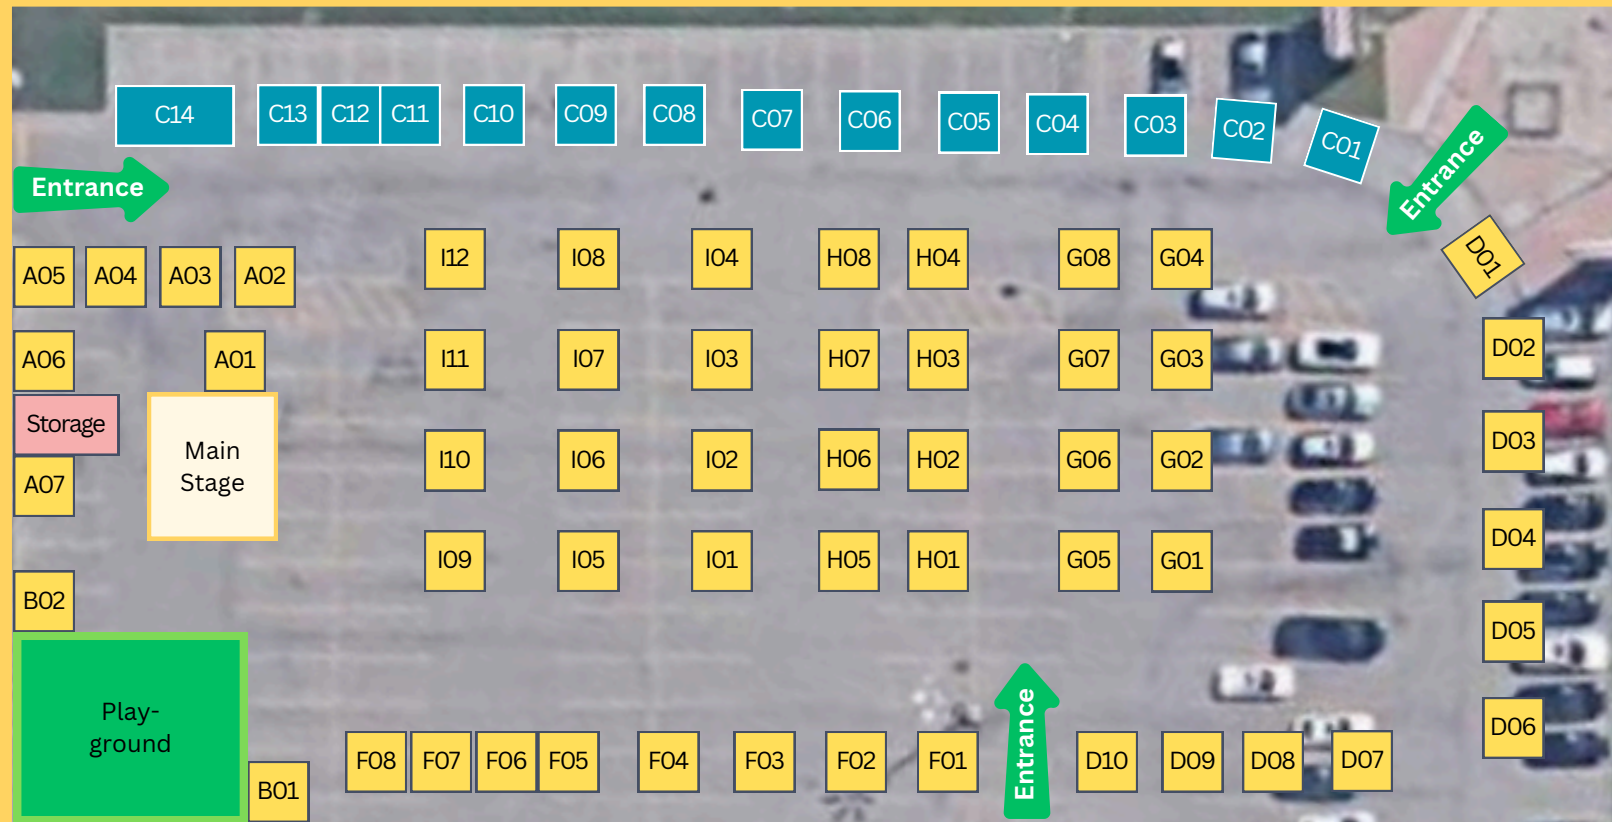 C14
C13
C12
C11
C10
C09
C08
C07
C06
C05
C04
C03
C02
C01
Entrance
Entrance
A05
A04
A03
A02
I12
I08
I04
H08
H04
G08
G04
D01
A06
A01
I11
I07
I03
H07
H03
G07
G03
D02
Storage
Main
Stage
A07
I10
I06
I02
H06
H02
G06
G02
D03
I09
I05
I01
H05
H01
G05
G01
D04
B02
D05
Play-
ground
B01
F08
F07
F06
F05
F04
F03
F02
F01
Entrance
D10
D09
D08
D07
D06